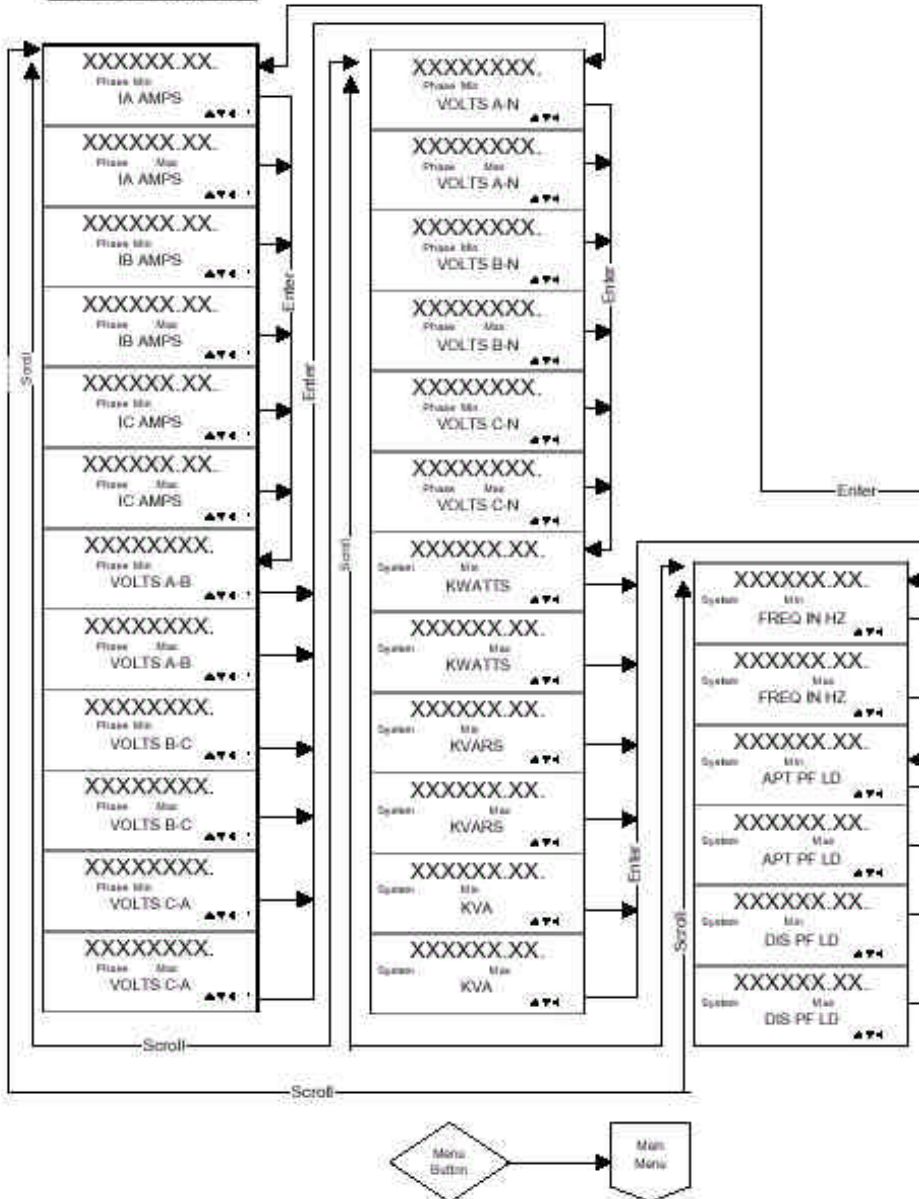 XXXXXX.XX.
Phase Min
IA AMPS
XXXXXX.XX.
Phase Max
IA AMPS
XXXXXX.XX.
Phase Min
IB AMPS
XXXXXX.XX.
Phase Max
IB AMPS
XXXXXX.XX.
Phase Min
IC AMPS
XXXXXX.XX.
Phase Max
IC AMPS
XXXXXXXX.
Phase Min
VOLTS A-B
XXXXXXXX.
Phase Max
VOLTS A-B
XXXXXXXX.
Phase Min
VOLTS B-C
XXXXXXXX.
Phase Max
VOLTS B-C
XXXXXXXX.
Phase Min
VOLTS C-A
XXXXXXXX.
Phase Max
VOLTS C-A
Scroll
Enter
Enter
XXXXXXXX.
Phase Min
VOLTS A-N
XXXXXXXX.
Phase Max
VOLTS A-N
XXXXXXXX.
Phase Min
VOLTS B-N
XXXXXXXX.
Phase Max
VOLTS B-N
XXXXXXXX.
Phase Min
VOLTS C-N
XXXXXXXX.
Phase Max
VOLTS C-N
XXXXXX.XX.
System Min
KWATTS
XXXXXX.XX.
System Max
KWATTS
XXXXXX.XX.
System Min
KVARS
XXXXXX.XX.
System Max
KVARS
XXXXXX.XX.
System Min
KVA
XXXXXX.XX.
System Max
KVA
Scroll
Enter
Enter
Enter
XXXXXX.XX.
System Min
FREQ IN HZ
XXXXXX.XX.
System Max
FREQ IN HZ
XXXXXX.XX.
System Min
APT PF LD
XXXXXX.XX.
System Max
APT PF LD
XXXXXX.XX.
System Min
DIS PF LD
XXXXXX.XX.
System Max
DIS PF LD
Scroll
Scroll
Scroll
Menu
Button
Main
Menu